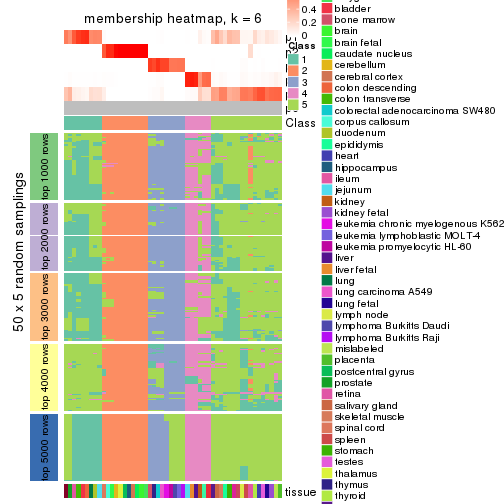 membership heatmap, k = 6
50 x 5 random samplings
top 1000 rows
top 2000 rows
top 3000 rows
top 4000 rows
top 5000 rows
0.4
0.2
0
Class
1
2
3
4
5
Class
tissue
bladder
bone marrow
brain
brain fetal
caudate nucleus
cerebellum
cerebral cortex
colon descending
colon transverse
colorectal adenocarcinoma SW480
corpus callosum
duodenum
epididymis
heart
hippocampus
ileum
jejunum
kidney
kidney fetal
leukemia chronic myelogenous K562
leukemia lymphoblastic MOLT-4
leukemia promyelocytic HL-60
liver
liver fetal
lung
lung carcinoma A549
lung fetal
lymph node
lymphoma Burkitts Daudi
lymphoma Burkitts Raji
mislabeled
placenta
postcentral gyrus
prostate
retina
salivary gland
skeletal muscle
spinal cord
spleen
stomach
testes
thalamus
thymus
thyroid